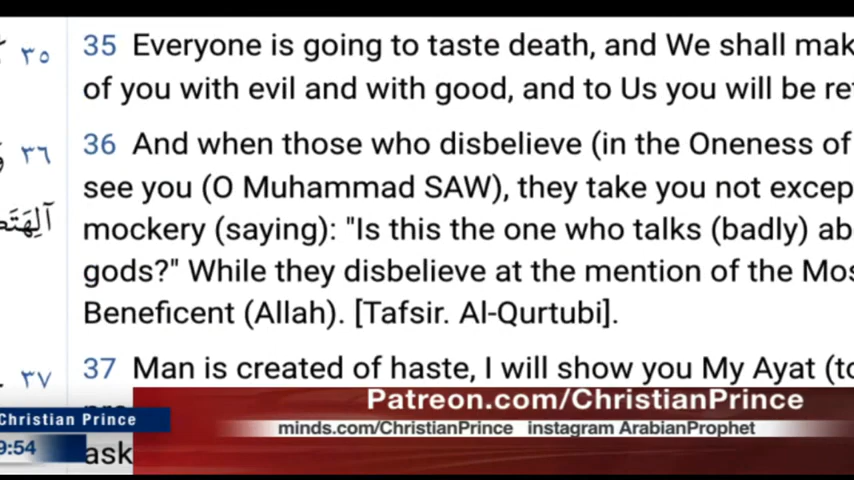 ٣٥
35 Everyone is going to taste death, and We shall mak
of you with evil and with good, and to Us you will be re
٣٦
36 And when those who disbelieve (in the Oneness of
see you (O Muhammad SAW), they take you not excep
mockery (saying): "Is this the one who talks (badly) ab
gods?" While they disbelieve at the mention of the Mos
Beneficent (Allah). [Tafsir. Al-Qurtubi].
٣٧
37 Man is created of haste, I will show you My Ayat (to
ask
Christian Prince
9:54
Patreon.com/ChristianPrince
minds.com/ChristianPrince instagram ArabianProphet